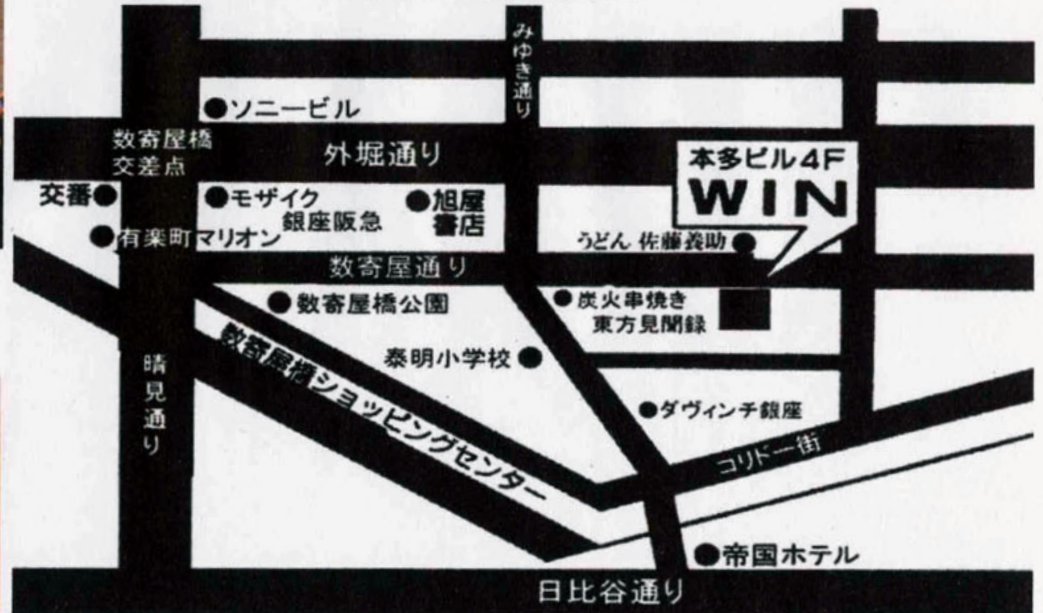 みゆき通り
ソニービル
数寄屋橋
交差点
外堀通り
本多ビル4F
WIN
交番
モザイク
銀座阪急
旭屋
書店
有楽町マリオン
うどん 佐藤養助
数寄屋通り
数寄屋橋公園
炭火串焼き
東方見聞録
数寄屋橋ショッピングセンター
泰明小学校
晴見通り
ダヴィンチ銀座
コリドー街
帝国ホテル
日比谷通り